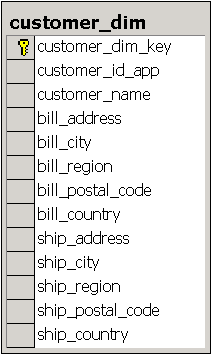 customer_dim
customer_dim_key
customer_id_app
customer_name
bill_address
bill_city
bill_region
bill_postal_code
bill_country
ship_address
ship_city
ship_region
ship_postal_code
ship_country